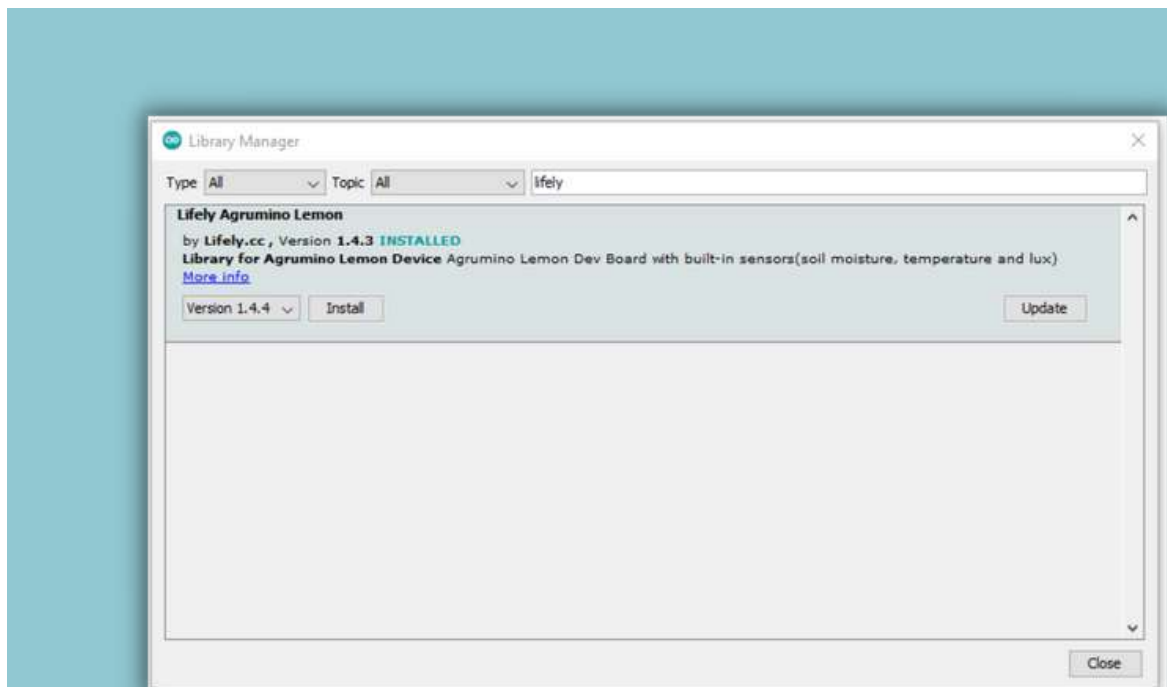 Library Manager
Type All Topic All lifely
Lifely Agrumino Lemon
by Lifely.cc , Version 1.4.3 INSTALLED
Library for Agrumino Lemon Device Agrumino Lemon Dev Board with built-in sensors(soil moisture, temperature and lux)
More info
Version 1.4.4 Install Update
Close